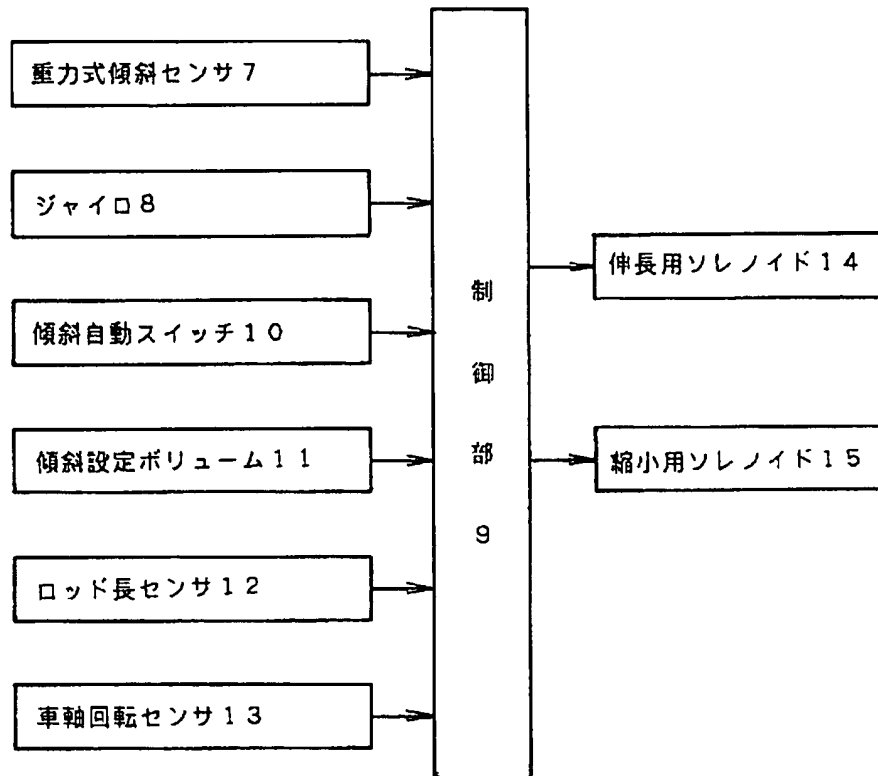 重力式傾斜センサ7
ジャイロ8
傾斜自動スイッチ10
傾斜設定ボリューム11
ロッド長センサ12
車軸回転センサ13
制御部9
伸長用ソレノイド14
縮小用ソレノイド15